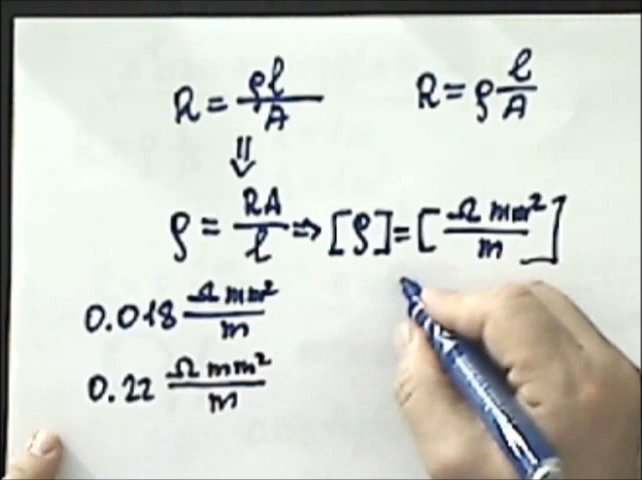 R = ρl/A
R = ρ l/A
⇓
ρ = RA/l ⇒ [ρ] = [Ω mm²/m]
0.018 Ω mm²/m
0.22 Ω mm²/m